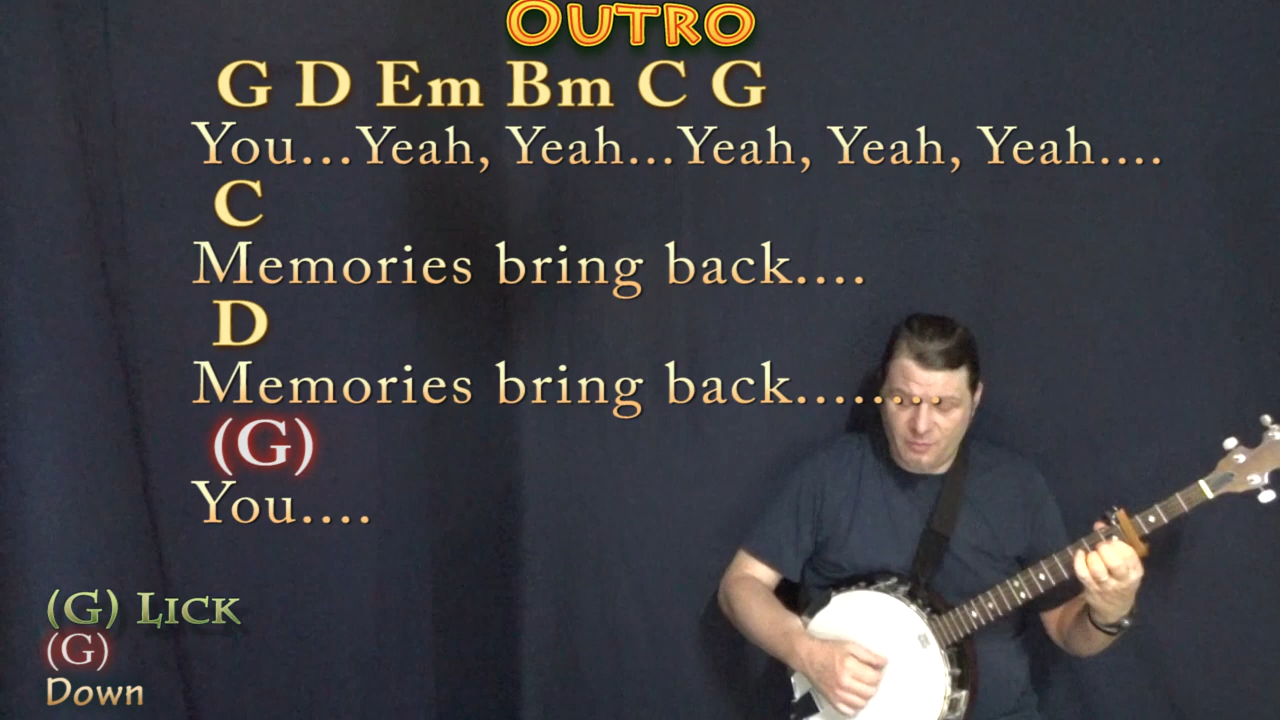 OUTRO
G D Em Bm C G
You...Yeah, Yeah...Yeah, Yeah, Yeah....
C
Memories bring back....
D
Memories bring back........
(G)
You....
(G) LICK
(G)
Down